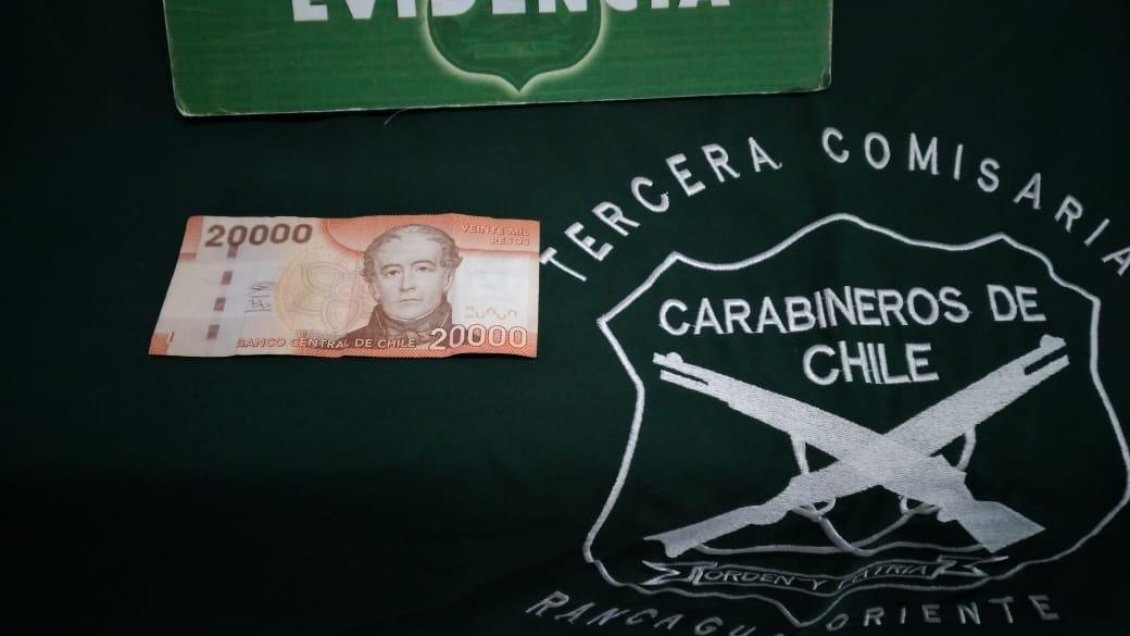 EVIDENCIA
20000
VEINTE MIL
PESOS
BANCO CENTRAL DE CHILE
20000
TERCERA COMISARIA
CARABINEROS DE
CHILE
ORDEN Y PATRIA
RANCAGUA ORIENTE